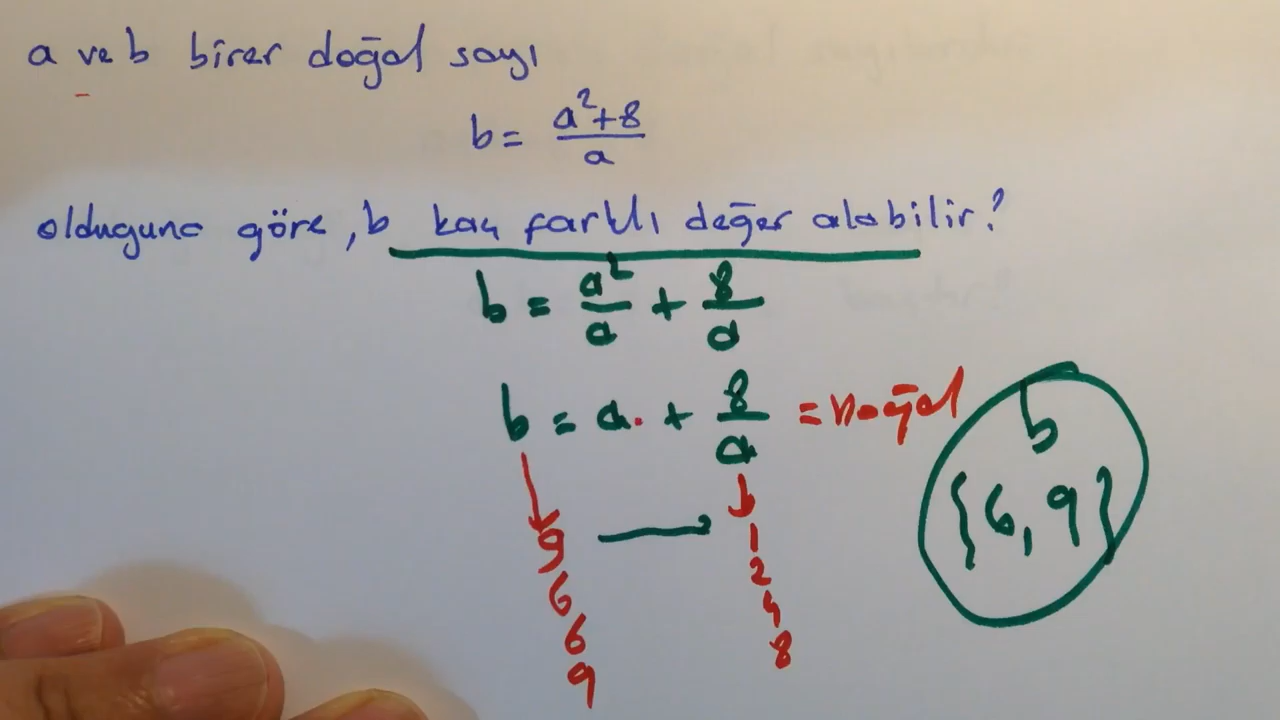 a ve b birer doğal sayı
b = a²+8 / a
olduguna göre, b kaç farklı değer alabilir?
b = a²/a + 8/a
b = a + 8/a = Doğal
b
{6, 9}
9 → 1
6 2
6 4
9 8